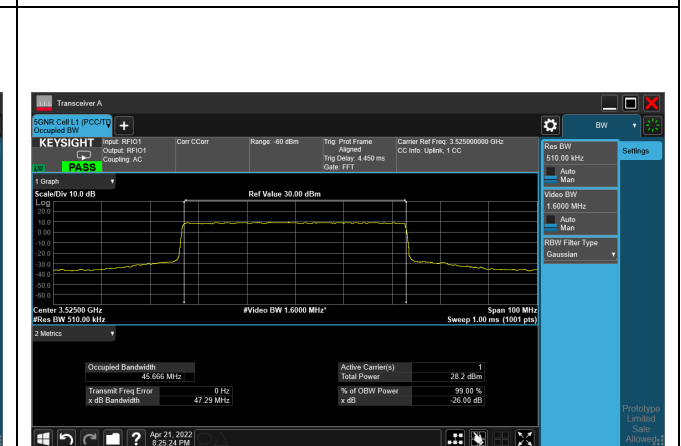 Transceiver A
5GNR Cell L1 (PCC/TD
Occupied BW
BW
KEYSIGHT
Input: RFIO1
Output: RFIO1
Coupling: AC
Corr CCorr
Range: -60 dBm
Trig: Prot Frame
Aligned
Trig Delay: 4.450 ms
Gate: FFT
Carrier Ref Freq: 3.525000000 GHz
CC Info: Uplink, 1 CC
PASS
Res BW
510.00 kHz
Auto
Man
Settings
Video BW
1.6000 MHz
Auto
Man
RBW Filter Type
Gaussian
1 Graph
Scale/Div 10.0 dB
Ref Value 30.00 dBm
Log
20.0
10.0
0.00
-10.0
-20.0
-30.0
-40.0
-50.0
-60.0
Center 3.52500 GHz
#Video BW 1.6000 MHz*
Span 100 MHz
#Res BW 510.00 kHz
Sweep 1.00 ms (1001 pts)
2 Metrics
Occupied Bandwidth
45.666 MHz
Active Carrier(s) 1
Total Power 28.2 dBm
Transmit Freq Error 0 Hz
x dB Bandwidth 47.29 MHz
% of OBW Power 99.00 %
x dB -26.00 dB
Prototype
Limited
Sale
Allowed
Apr 21, 2022
8:25:24 PM